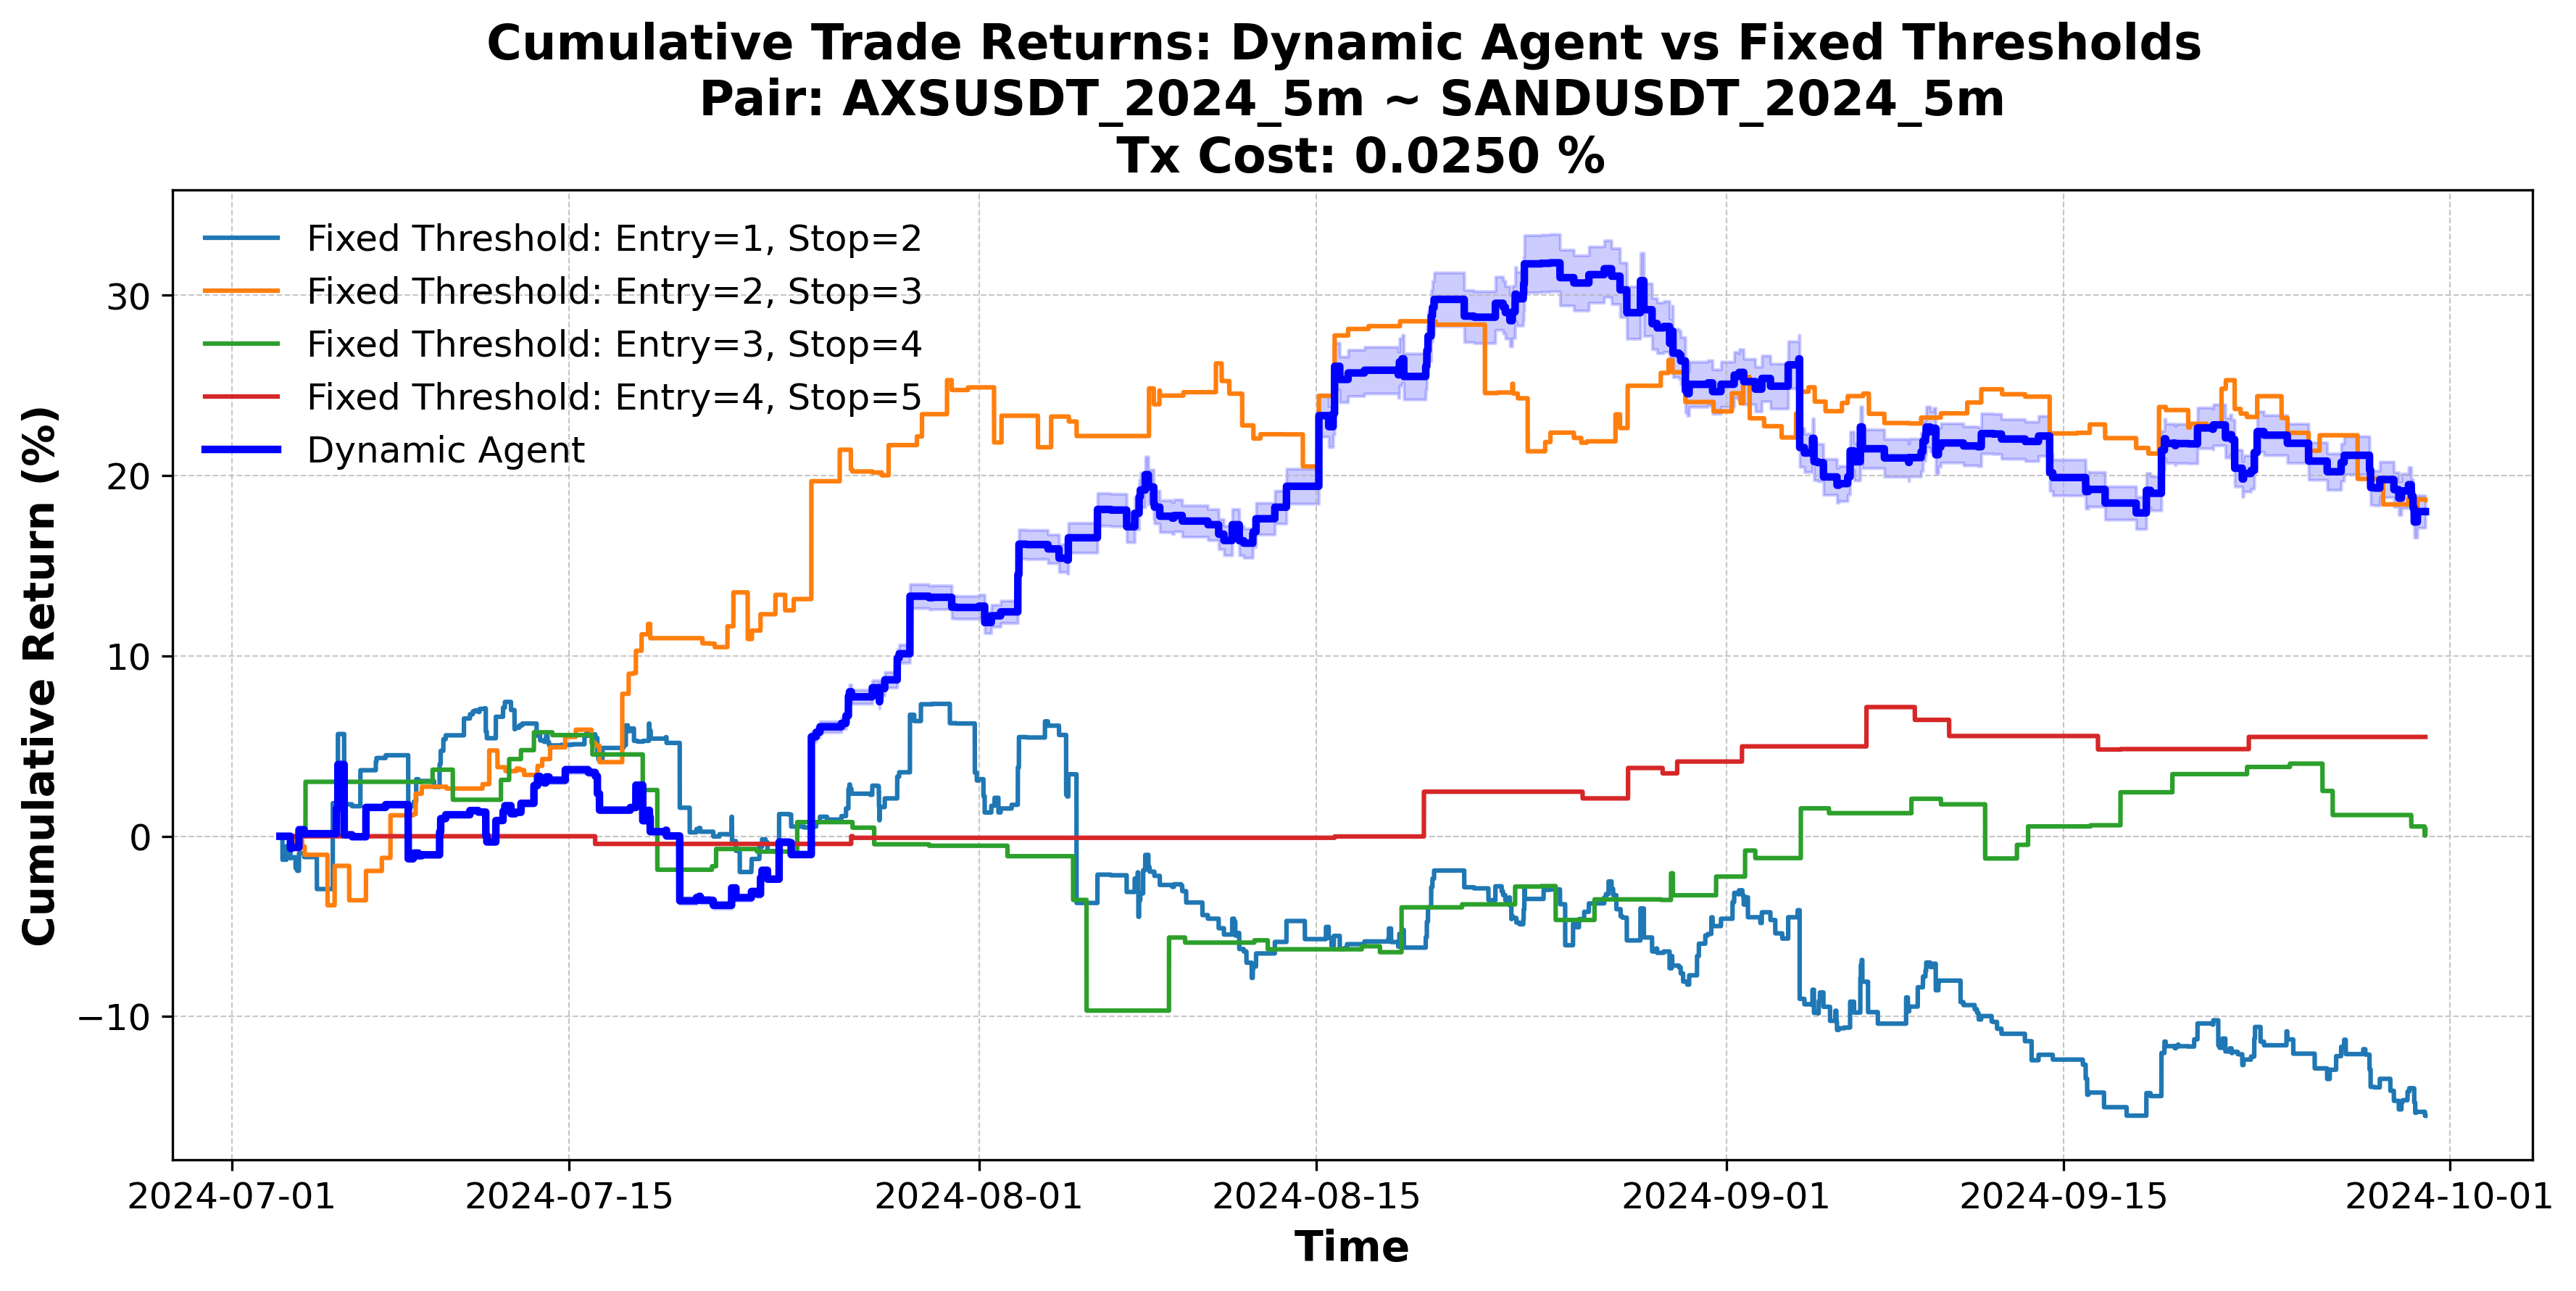 Cumulative Trade Returns: Dynamic Agent vs Fixed Thresholds
Pair: AXSUSDT_2024_5m ~ SANDUSDT_2024_5m
Tx Cost: 0.0250 %
Fixed Threshold: Entry=1, Stop=2
Fixed Threshold: Entry=2, Stop=3
Fixed Threshold: Entry=3, Stop=4
Fixed Threshold: Entry=4, Stop=5
Dynamic Agent
Cumulative Return (%)
30
20
10
0
−10
2024-07-01 2024-07-15 2024-08-01 2024-08-15 2024-09-01 2024-09-15 2024-10-01
Time